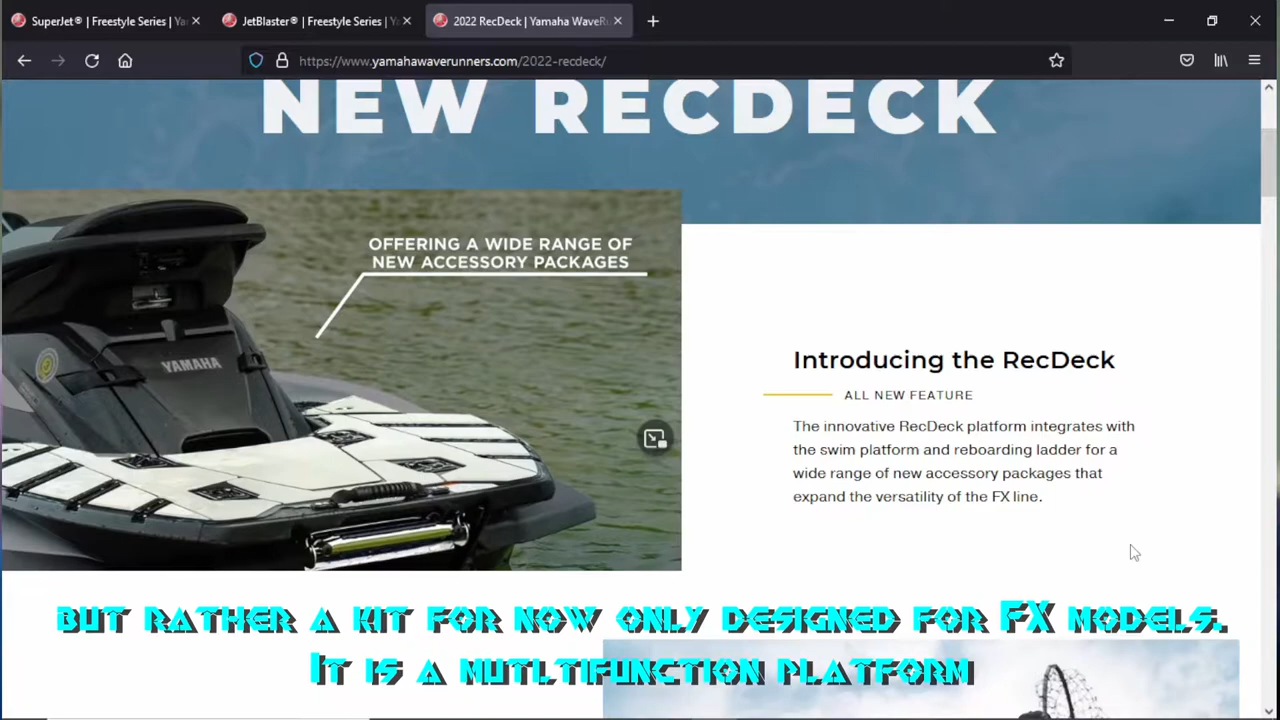 SuperJet® | Freestyle Series | Ya
JetBlaster® | Freestyle Series | Ya
2022 RecDeck | Yamaha WaveRu
https://www.yamahawaverunners.com/2022-recdeck/
NEW RECDECK
OFFERING A WIDE RANGE OF
NEW ACCESSORY PACKAGES
YAMAHA
Introducing the RecDeck
ALL NEW FEATURE
The innovative RecDeck platform integrates with
the swim platform and reboarding ladder for a
wide range of new accessory packages that
expand the versatility of the FX line.
but rather a kit for now only designed for FX models.
It is a mutltifunction platform